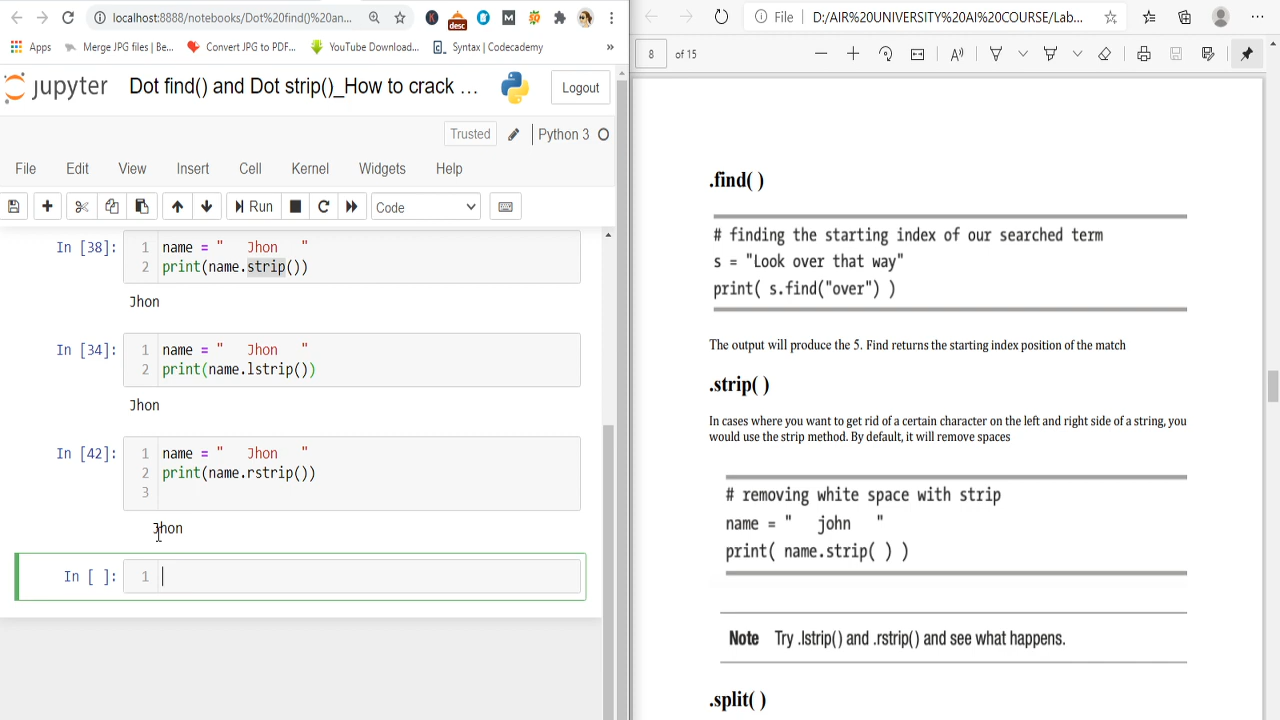 localhost:8888/notebooks/Dot%20find()%20an...
desc
M
Apps
Merge JPG files | Be...
Convert JPG to PDF...
YouTube Download...
Syntax | Codecademy
»
jupyter
Dot find() and Dot strip()_How to crack ...
Logout
Trusted
Python 3
File Edit View Insert Cell Kernel Widgets Help
Run
Code
In [38]:
1 name = "   Jhon   "
2 print(name.strip())
Jhon
In [34]:
1 name = "   Jhon   "
2 print(name.lstrip())
Jhon
In [42]:
1 name = "   Jhon   "
2 print(name.rstrip())
3
Jhon
In [ ]:
1
File
D:/AIR%20UNIVERSITY%20AI%20COURSE/Lab...
8 of 15
.find( )
# finding the starting index of our searched term
s = "Look over that way"
print( s.find("over") )
The output will produce the 5. Find returns the starting index position of the match
.strip( )
In cases where you want to get rid of a certain character on the left and right side of a string, you
would use the strip method. By default, it will remove spaces
# removing white space with strip
name = "   john   "
print( name.strip( ) )
Note Try .lstrip() and .rstrip() and see what happens.
.split( )